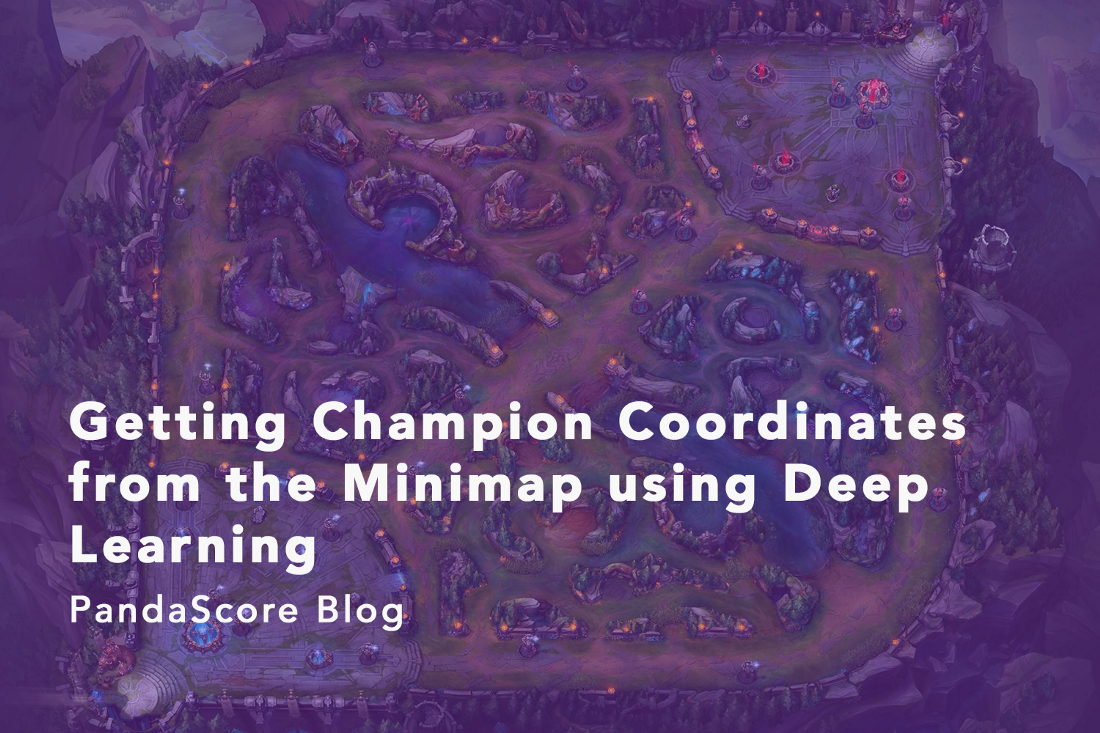 Getting Champion Coordinates
from the Minimap using Deep
Learning
PandaScore Blog